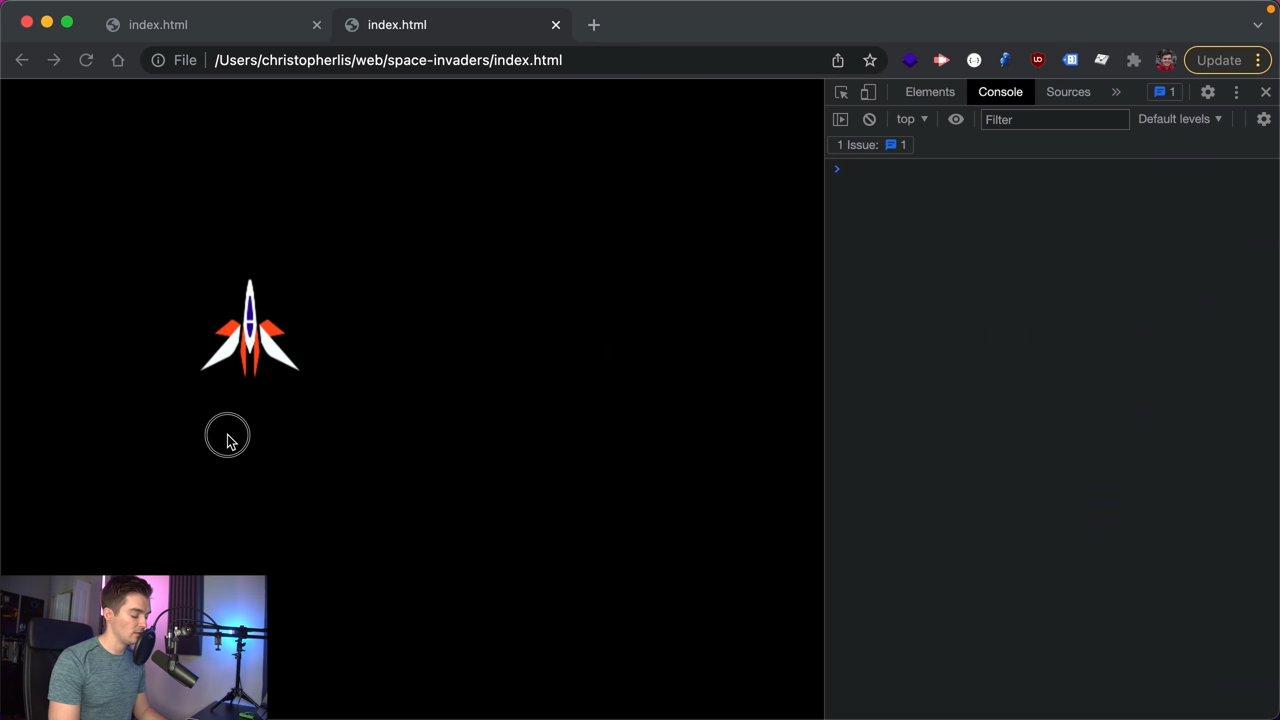 index.html
index.html
File
/Users/christopherlis/web/space-invaders/index.html
Update
Elements
Console
Sources
1
top
Filter
Default levels
1 Issue:
1